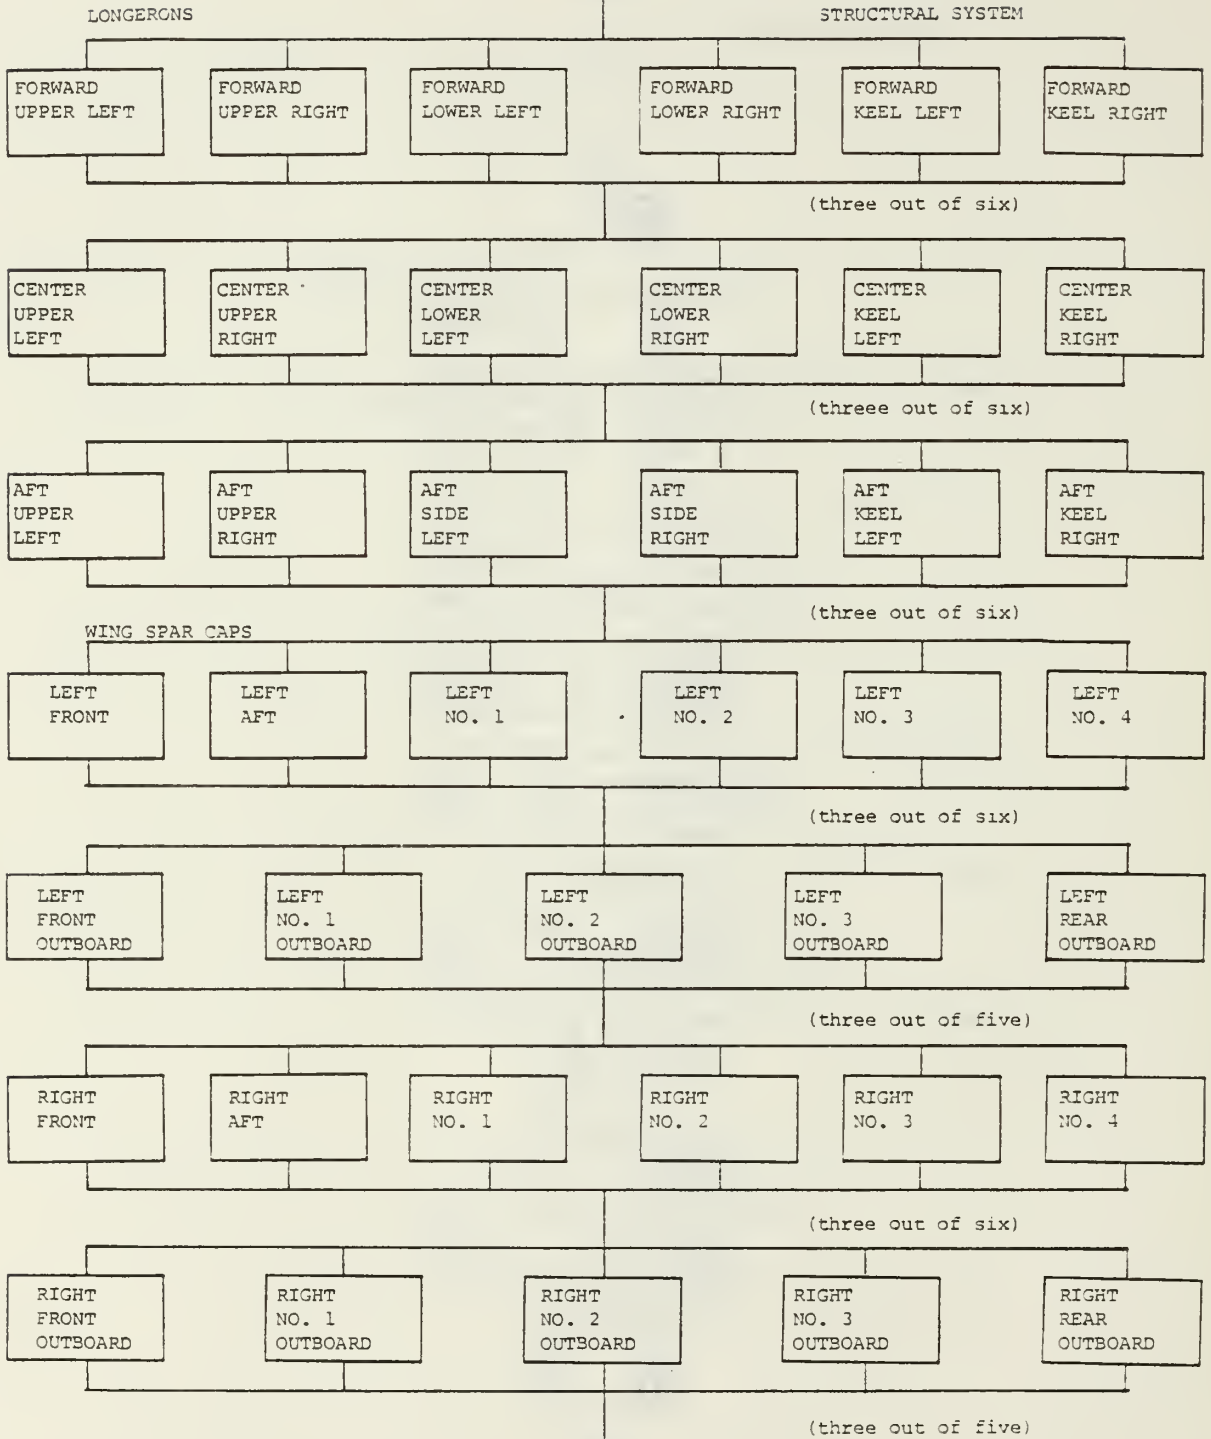 LONGERONS STRUCTURAL SYSTEM
FORWARD FORWARD FORWARD FORWARD FORWARD FORWARD
UPPER LEFT UPPER RIGHT LOWER LEFT LOWER RIGHT KEEL LEFT KEEL RIGHT
(three out of six)
CENTER CENTER CENTER CENTER CENTER CENTER
UPPER UPPER LOWER LOWER KEEL KEEL
LEFT RIGHT LEFT RIGHT LEFT RIGHT
(threee out of six)
AFT AFT AFT AFT AFT AFT
UPPER UPPER SIDE SIDE KEEL KEEL
LEFT RIGHT LEFT RIGHT LEFT RIGHT
(three out of six)
WING SPAR CAPS
LEFT LEFT LEFT LEFT LEFT LEFT
FRONT AFT NO. 1 NO. 2 NO. 3 NO. 4
(three out of six)
LEFT LEFT LEFT LEFT LEFT
FRONT NO. 1 NO. 2 NO. 3 REAR
OUTBOARD OUTBOARD OUTBOARD OUTBOARD OUTBOARD
(three out of five)
RIGHT RIGHT RIGHT RIGHT RIGHT RIGHT
FRONT AFT NO. 1 NO. 2 NO. 3 NO. 4
(three out of six)
RIGHT RIGHT RIGHT RIGHT RIGHT
FRONT NO. 1 NO. 2 NO. 3 REAR
OUTBOARD OUTBOARD OUTBOARD OUTBOARD OUTBOARD
(three out of five)